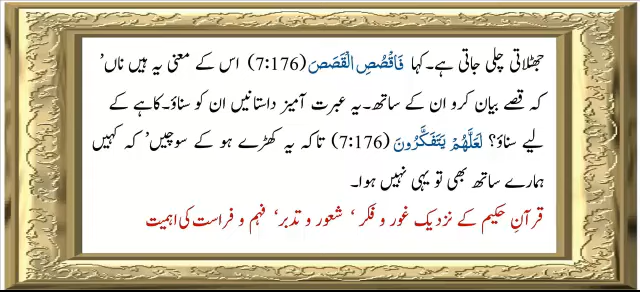 جھٹلاتی چلی جاتی ہے۔کہا فَاقْصُصِ الْقَصَصَ (7:176) اس کے معنی یہ ہیں ناں'
کہ قصے بیان کرو ان کے ساتھ۔یہ عبرت آمیز داستانیں ان کو سناؤ۔کاہے کے
لیے سناؤ؟ لَعَلَّهُمْ يَتَفَكَّرُونَ (7:176) تاکہ یہ کھڑے ہو کے سوچیں' کہ کہیں
ہمارے ساتھ بھی تو یہی نہیں ہوا۔
قرآنِ حکیم کے نزدیک غور و فکر ' شعور و تدبر' فہم و فراست کی اہمیت